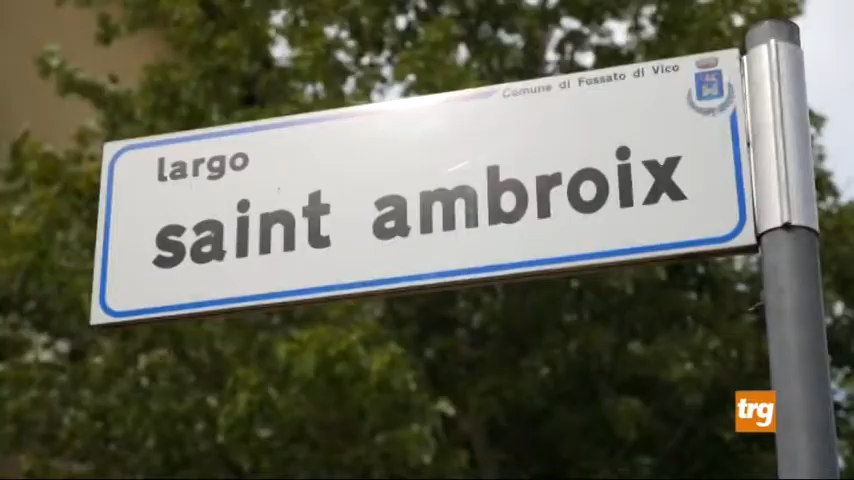 Comune di Fossato di Vico
largo
saint ambroix
trg